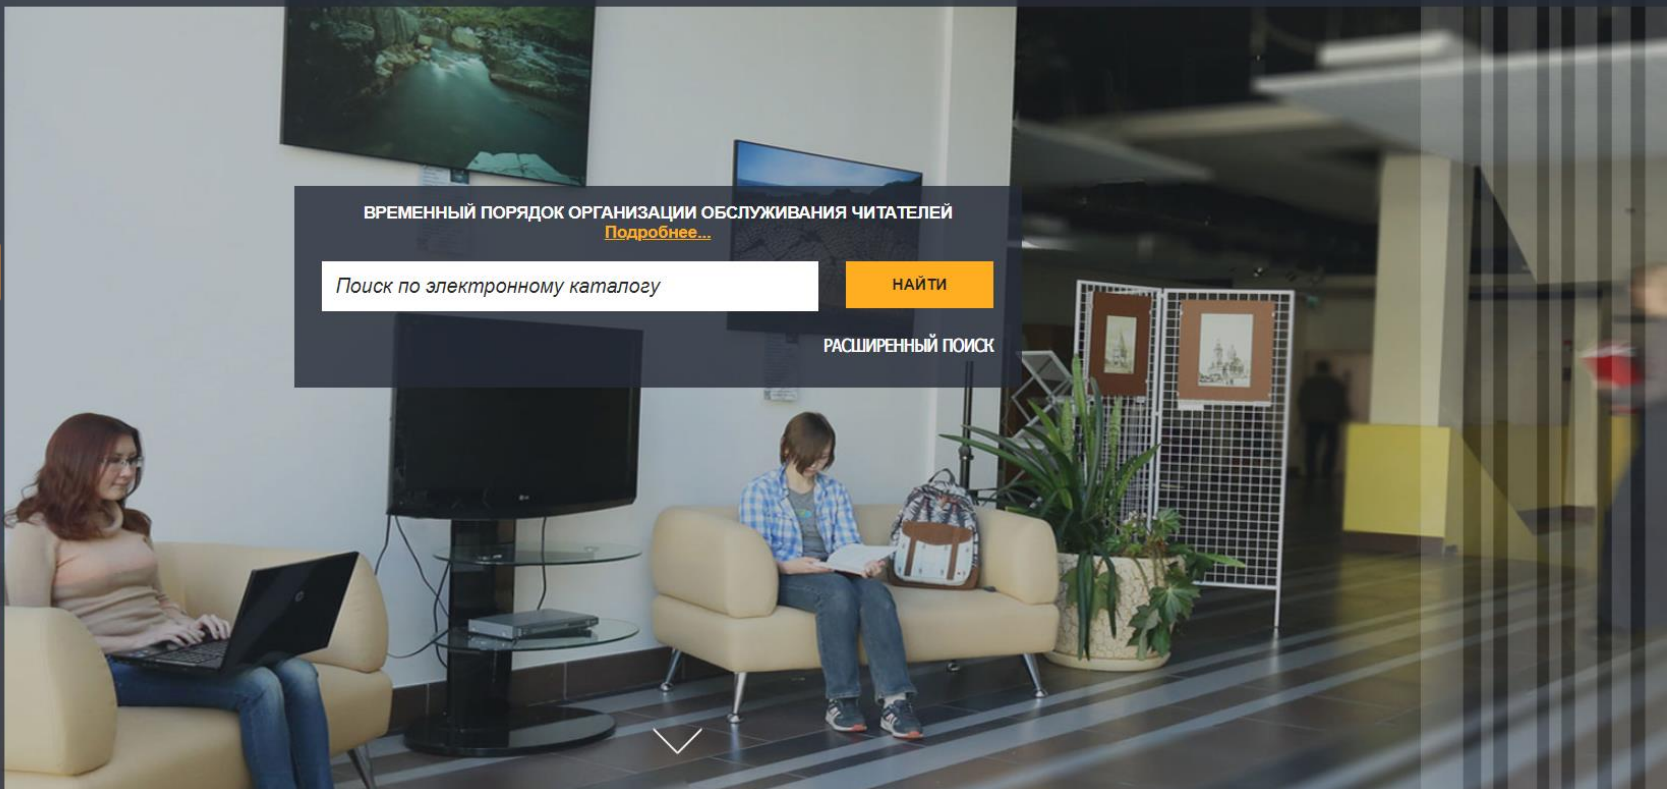 ВРЕМЕННЫЙ ПОРЯДОК ОРГАНИЗАЦИИ ОБСЛУЖИВАНИЯ ЧИТАТЕЛЕЙ
Подробнее...
Поиск по электронному каталогу
НАЙТИ
РАСШИРЕННЫЙ ПОИСК